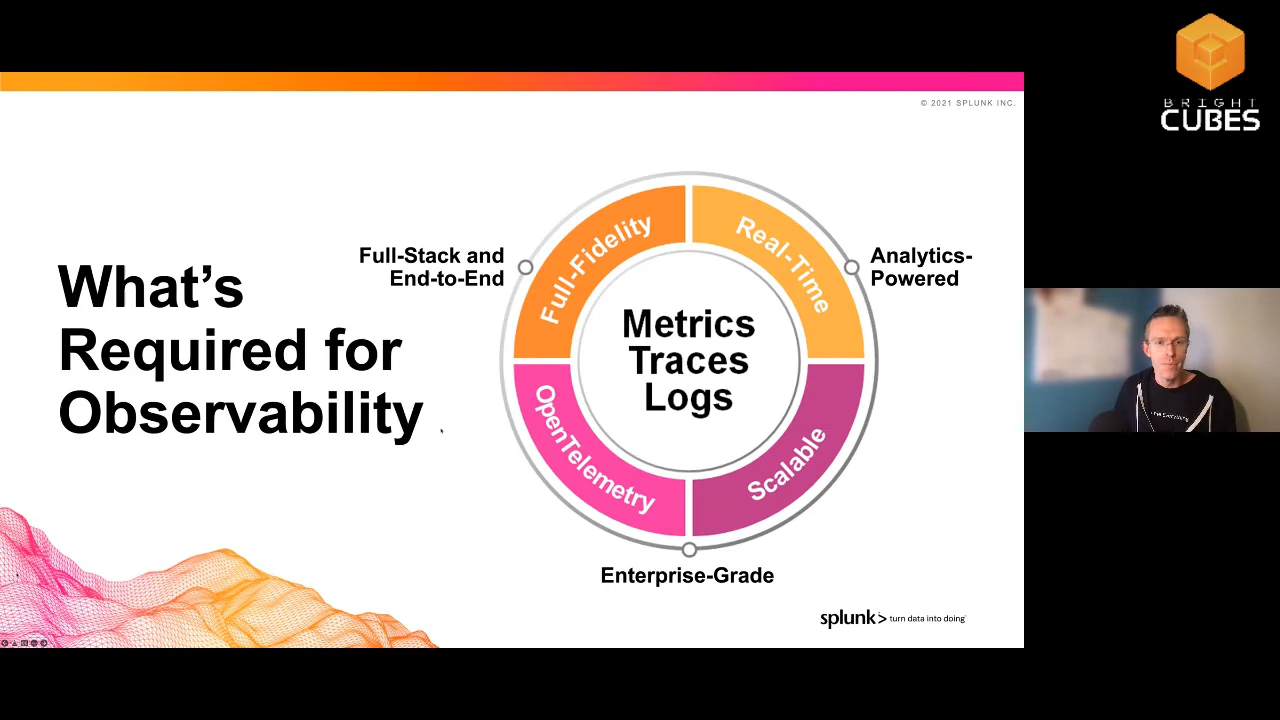 BRIGHT
CUBES
© 2021 SPLUNK INC.
What's
Required for
Observability
Full-Stack and
End-to-End
Analytics-
Powered
Full-Fidelity
Real-Time
Metrics
Traces
Logs
OpenTelemetry
Scalable
Enterprise-Grade
splunk> turn data into doing